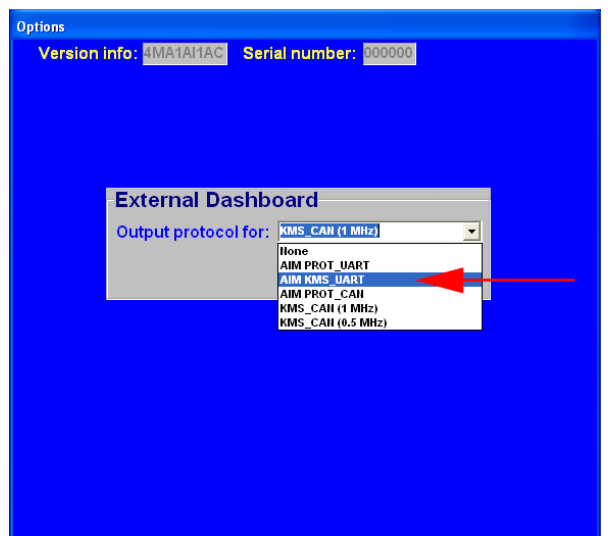 Options
Version info: 4MA1AI1AC Serial number: 000000
External Dashboard
Output protocol for: KMS_CAN (1 MHz)
None
AIM PROT_UART
AIM KMS_UART
AIM PROT_CAN
KMS_CAN (1 MHz)
KMS_CAN (0.5 MHz)